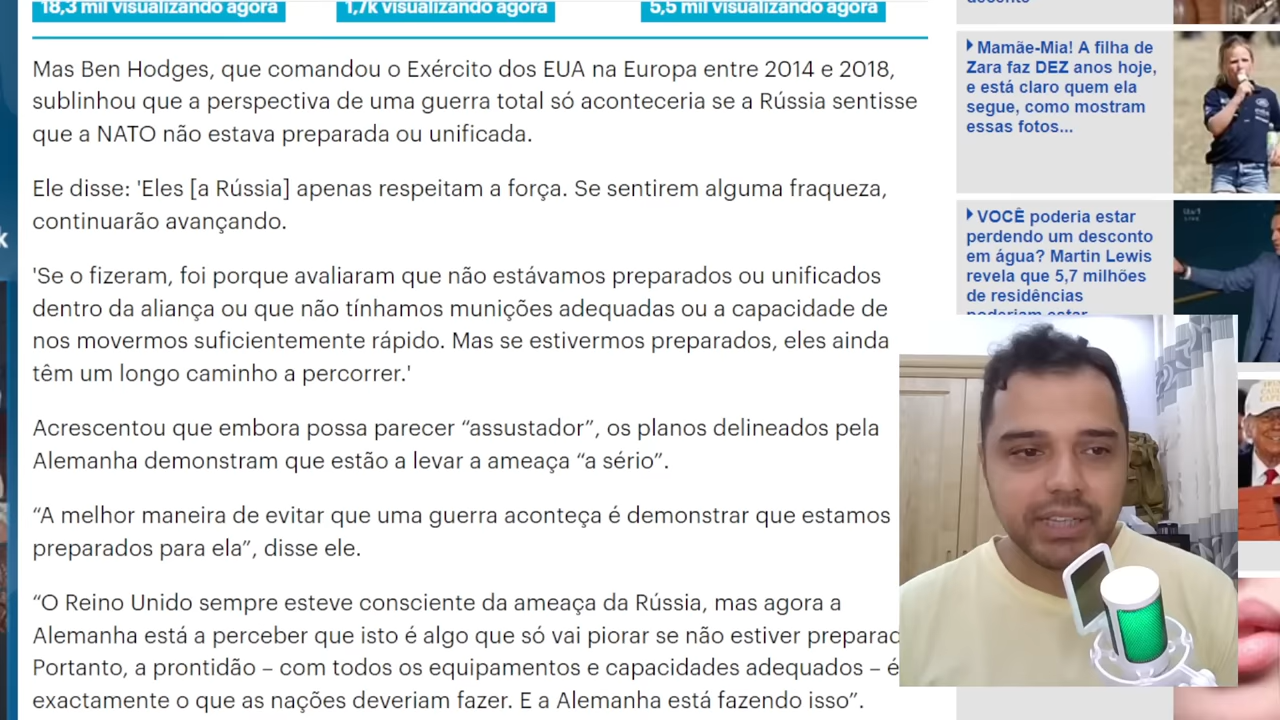 18,3 mil visualizando agora
1,7k visualizando agora
5,5 mil visualizando agora
Mas Ben Hodges, que comandou o Exército dos EUA na Europa entre 2014 e 2018,
sublinhou que a perspectiva de uma guerra total só aconteceria se a Rússia sentisse
que a NATO não estava preparada ou unificada.
Ele disse: 'Eles [a Rússia] apenas respeitam a força. Se sentirem alguma fraqueza,
continuarão avançando.
'Se o fizeram, foi porque avaliaram que não estávamos preparados ou unificados
dentro da aliança ou que não tínhamos munições adequadas ou a capacidade de
nos movermos suficientemente rápido. Mas se estivermos preparados, eles ainda
têm um longo caminho a percorrer.'
Acrescentou que embora possa parecer “assustador”, os planos delineados pela
Alemanha demonstram que estão a levar a ameaça “a sério”.
“A melhor maneira de evitar que uma guerra aconteça é demonstrar que estamos
preparados para ela”, disse ele.
“O Reino Unido sempre esteve consciente da ameaça da Rússia, mas agora a
Alemanha está a perceber que isto é algo que só vai piorar se não estiver preparad
Portanto, a prontidão – com todos os equipamentos e capacidades adequados – é
exatamente o que as nações deveriam fazer. E a Alemanha está fazendo isso”.
Mamãe-Mia! A filha de
Zara faz DEZ anos hoje,
e está claro quem ela
segue, como mostram
essas fotos...
VOCÊ poderia estar
perdendo um desconto
em água? Martin Lewis
revela que 5,7 milhões
de residências
poderiam estar